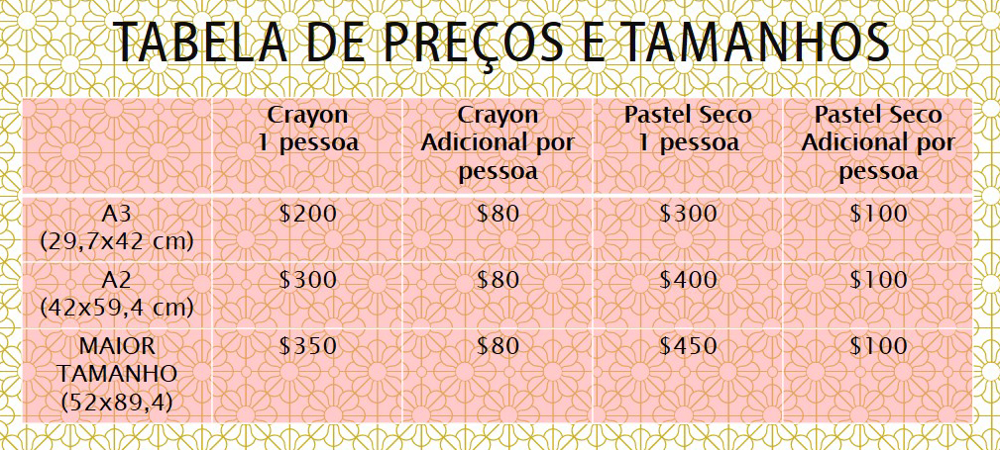 TABELA DE PREÇOS E TAMANHOS
Crayon
1 pessoa
Crayon
Adicional por
pessoa
Pastel Seco
1 pessoa
Pastel Seco
Adicional por
pessoa
A3
(29,7x42 cm)
$200
$80
$300
$100
A2
(42x59,4 cm)
$300
$80
$400
$100
MAIOR
TAMANHO
(52x89,4)
$350
$80
$450
$100